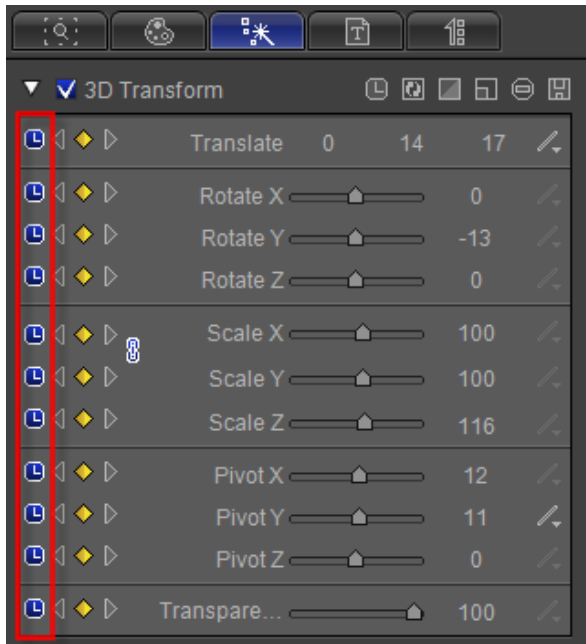 T
3D Transform
Translate 0 14 17
Rotate X 0
Rotate Y -13
Rotate Z 0
Scale X 100
Scale Y 100
Scale Z 116
Pivot X 12
Pivot Y 11
Pivot Z 0
Transpare... 100